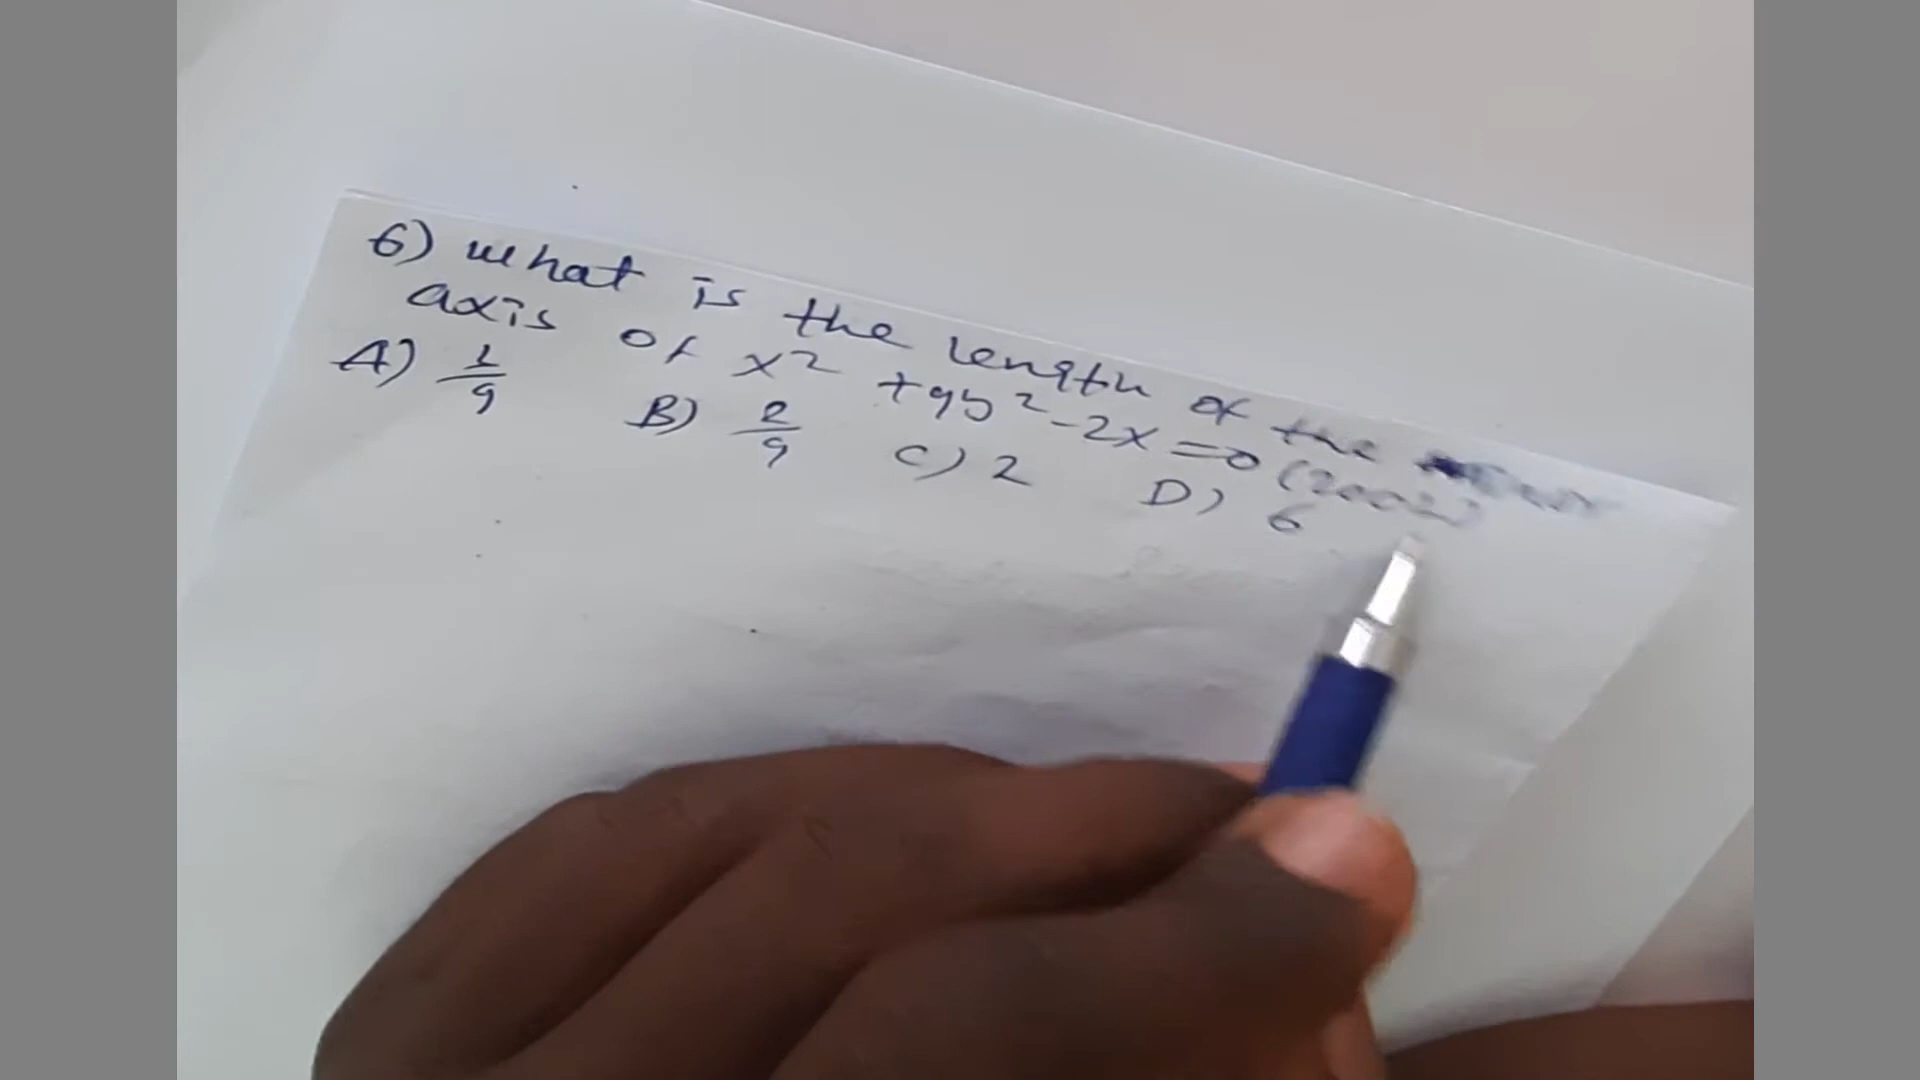 6) what is the length of the
axis of x² + 9y² - 2x = 0 (2002)
A) 1/9 B) 2/9 C) 2 D) 6